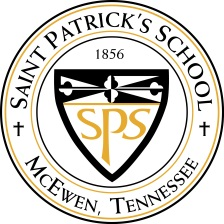 SAINT PATRICK'S SCHOOL
1856
SPS
MCEWEN, TENNESSEE